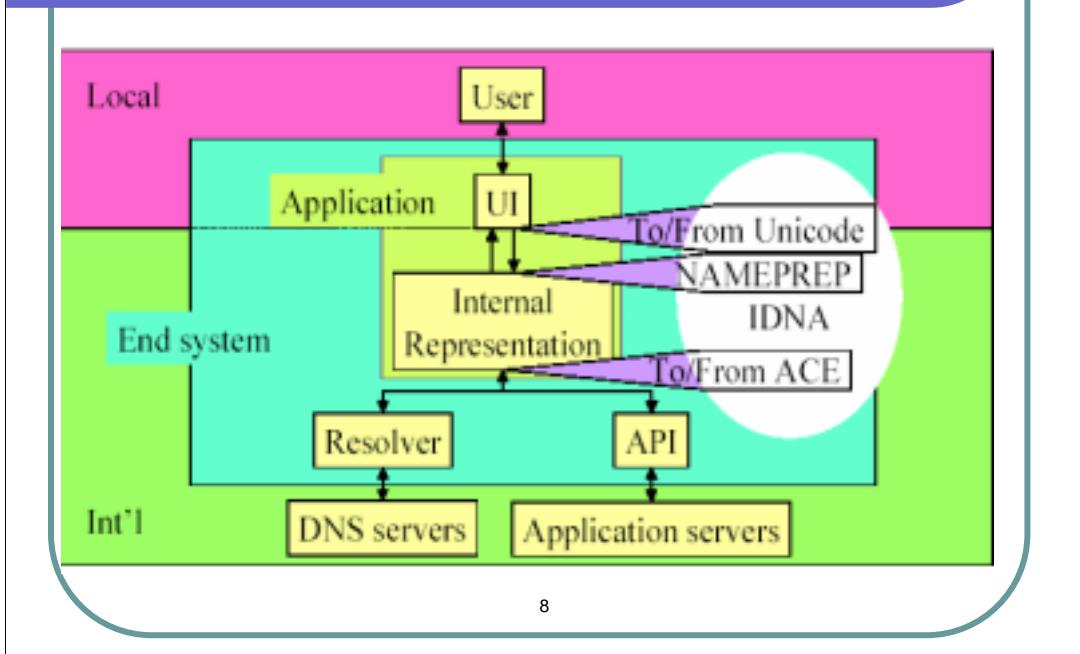 Local
User
Application
UI
To/From Unicode
NAMEPREP
IDNA
Internal
Representation
End system
To/From ACE
Resolver
API
Int'l
DNS servers
Application servers
8